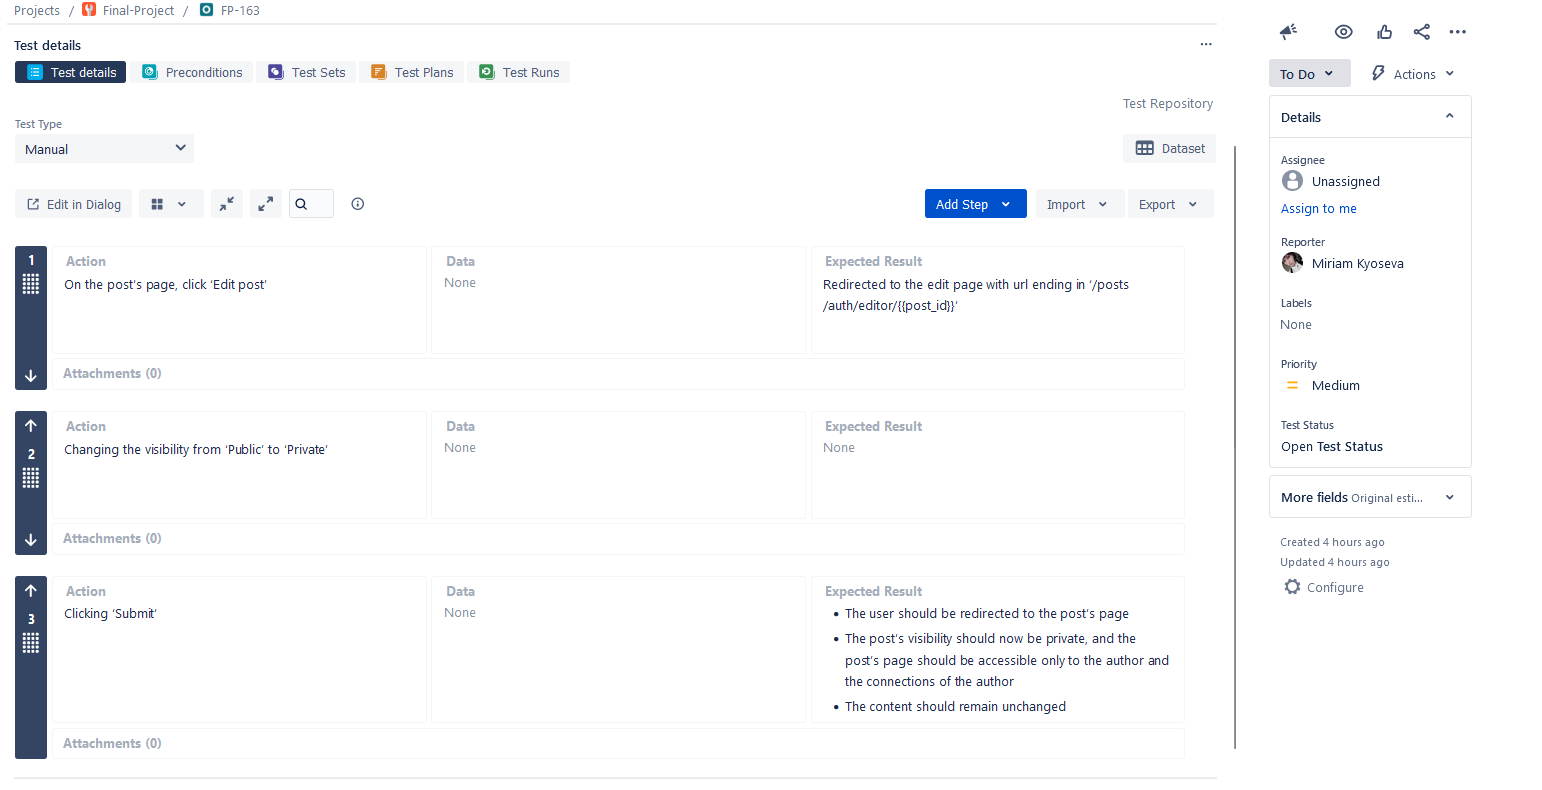 Projects / Final-Project / FP-163
Test details
Test details Preconditions Test Sets Test Plans Test Runs
Test Repository
Test Type
Manual
Dataset
Edit in Dialog
Add Step Import Export
1
Action
On the post's page, click 'Edit post'
Data
None
Expected Result
Redirected to the edit page with url ending in '/posts
/auth/editor/{{post_id}}'
Attachments (0)
2
Action
Changing the visibility from 'Public' to 'Private'
Data
None
Expected Result
None
Attachments (0)
3
Action
Clicking 'Submit'
Data
None
Expected Result
• The user should be redirected to the post's page
• The post's visibility should now be private, and the
post's page should be accessible only to the author and
the connections of the author
• The content should remain unchanged
Attachments (0)
To Do Actions
Details
Assignee
Unassigned
Assign to me
Reporter
Miriam Kyoseva
Labels
None
Priority
Medium
Test Status
Open Test Status
More fields Original esti...
Created 4 hours ago
Updated 4 hours ago
Configure